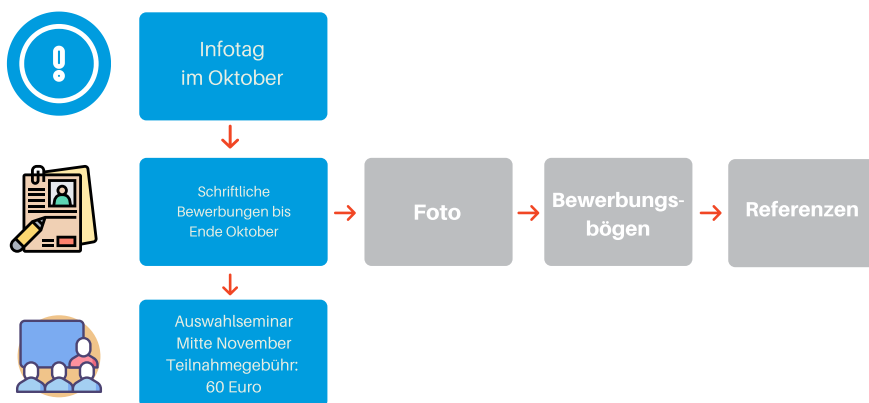 Infotag
im Oktober
Schriftliche
Bewerbungen bis
Ende Oktober
Foto
Bewerbungs-
bögen
Referenzen
Auswahlseminar
Mitte November
Teilnahmegebühr:
60 Euro